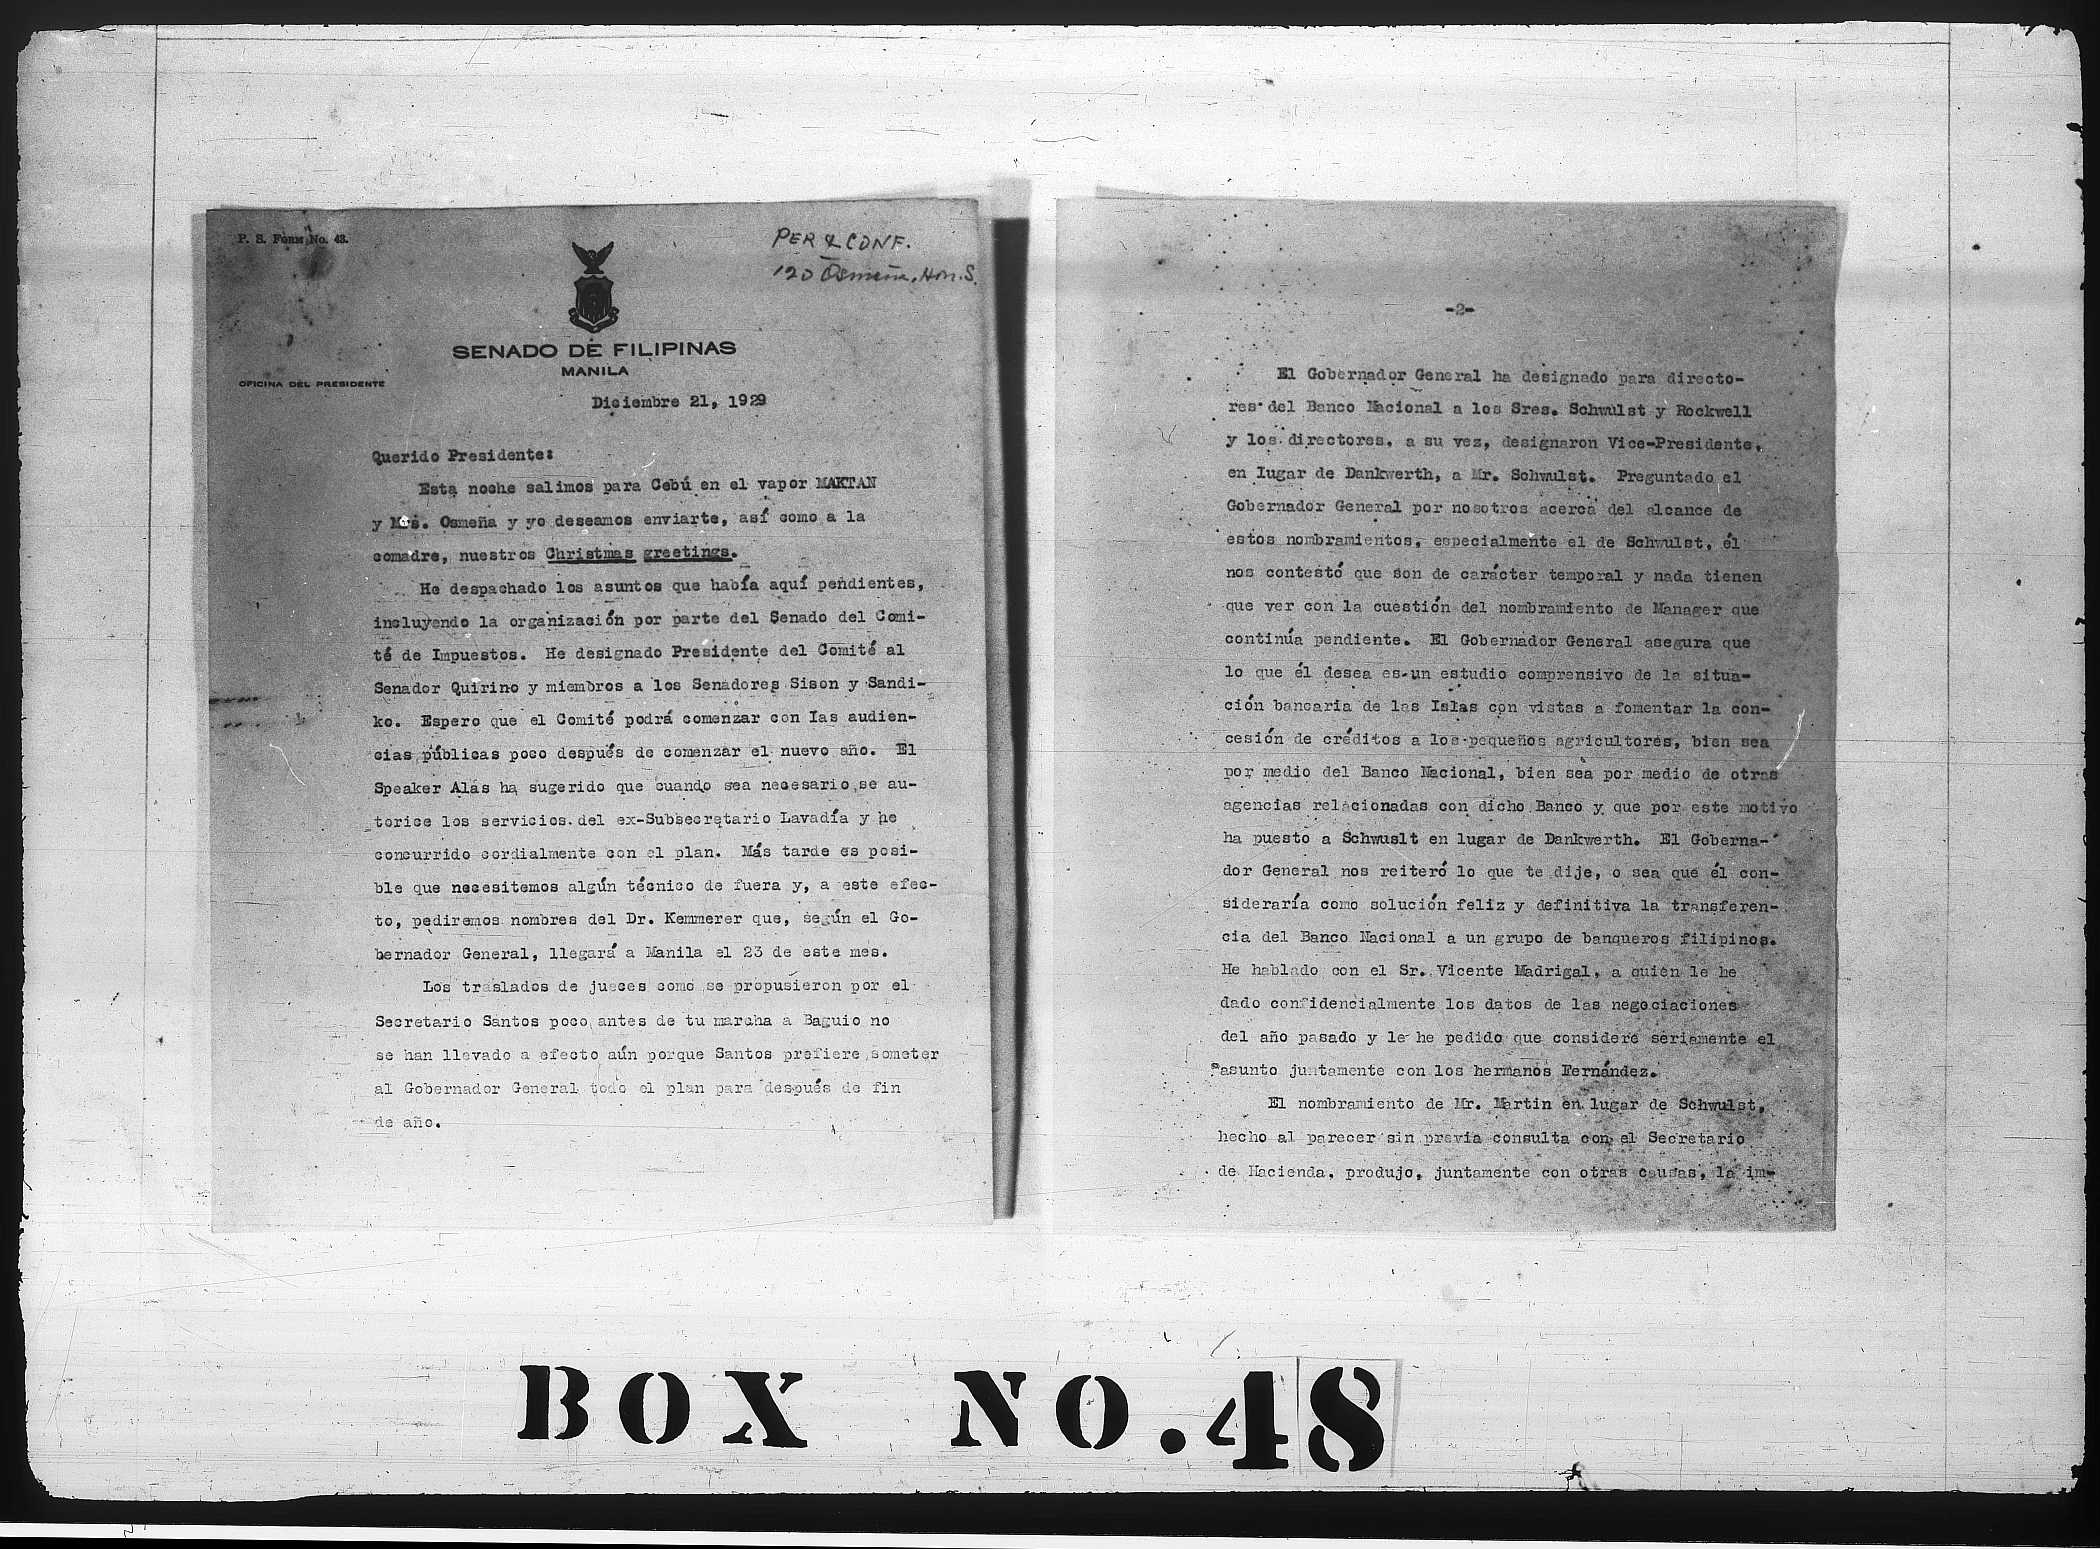 P. S. Form No. 43.
PER & CONF.
120 Osmeña, Hon. S.
SENADO DE FILIPINAS
MANILA
OFICINA DEL PRESIDENTE
Diciembre 21, 1929
Querido Presidente:
Esta noche salimos para Cebú en el vapor MAKTAN
y Mrs. Osmeña y yo deseamos enviarte, así como a la
comadre, nuestros Christmas greetings.
He despachado los asuntos que había aquí pendientes,
incluyendo la organización por parte del Senado del Comi-
té de Impuestos. He designado Presidente del Comité al
Senador Quirino y miembros a los Senadores Sison y Sandi-
ko. Espero que el Comité podrá comenzar con las audien-
cias públicas poco después de comenzar el nuevo año. El
Speaker Alas ha sugerido que cuando sea necesario se au-
torice los servicios del ex-Subsecretario Lavadía y he
concurrido cordialmente con el plan. Más tarde es posi-
ble que necesitemos algún técnico de fuera y, a este efec-
to, pediremos nombres del Dr. Kemmerer que, según el Go-
bernador General, llegará a Manila el 23 de este mes.
Los traslados de jueces como se propusieron por el
Secretario Santos poco antes de tu marcha a Baguio no
se han llevado a efecto aún porque Santos prefiere someter
al Gobernador General todo el plan para después de fin
de año.
-2-
El Gobernador General ha designado para directo-
res del Banco Nacional a los Sres. Schwulst y Rockwell
y los directores, a su vez, designaron Vice-Presidente,
en lugar de Dankwerth, a Mr. Schwulst. Preguntado el
Gobernador General por nosotros acerca del alcance de
estos nombramientos, especialmente el de Schwulst, él
nos contestó que son de carácter temporal y nada tienen
que ver con la cuestión del nombramiento de Manager que
continúa pendiente. El Gobernador General asegura que
lo que él desea es un estudio comprensivo de la situa-
ción bancaria de las Islas con vistas a fomentar la con-
cesión de créditos a los pequeños agricultores, bien sea
por medio del Banco Nacional, bien sea por medio de otras
agencias relacionadas con dicho Banco y que por este motivo
ha puesto a Schwuslt en lugar de Dankwerth. El Goberna-
dor General nos reiteró lo que te dije, o sea que él con-
sideraría como solución feliz y definitiva la transferen-
cia del Banco Nacional a un grupo de banqueros filipinos.
He hablado con el Sr. Vicente Madrigal, a quien le he
dado confidencialmente los datos de las negociaciones
del año pasado y le he pedido que considere seriamente el
asunto juntamente con los hermanos Fernández.
El nombramiento de Mr. Martin en lugar de Schwulst,
hecho al parecer sin previa consulta con el Secretario
de Hacienda, produjo, juntamente con otras causas, la im-
BOX NO.48